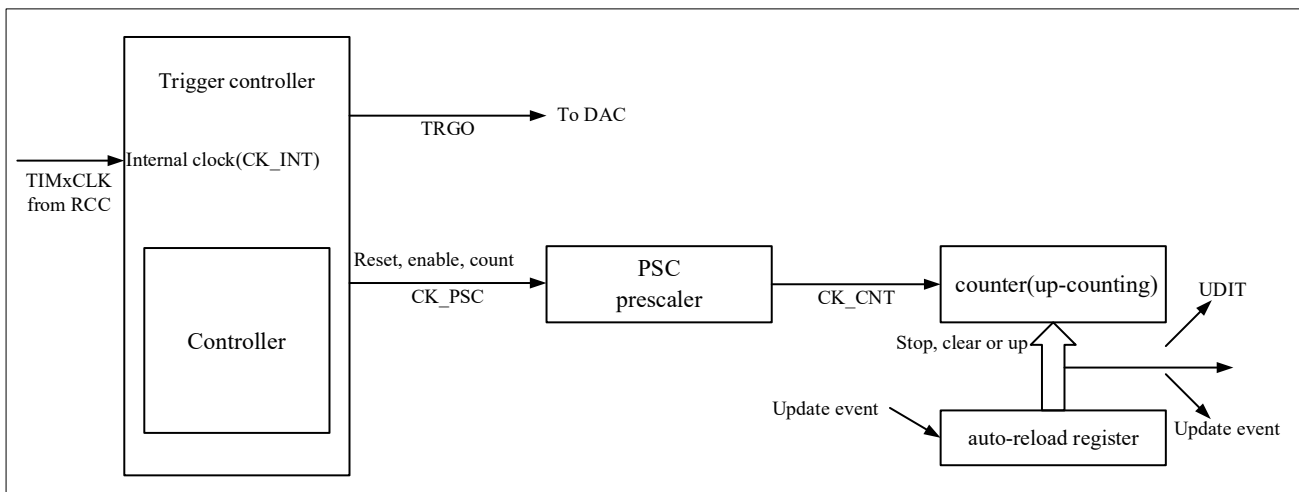 Trigger controller
TRGO
To DAC
Internal clock(CK_INT)
TIMxCLK
from RCC
Controller
Reset, enable, count
CK_PSC
PSC
prescaler
CK_CNT
counter(up-counting)
UDIT
Stop, clear or up
Update event
auto-reload register
Update event